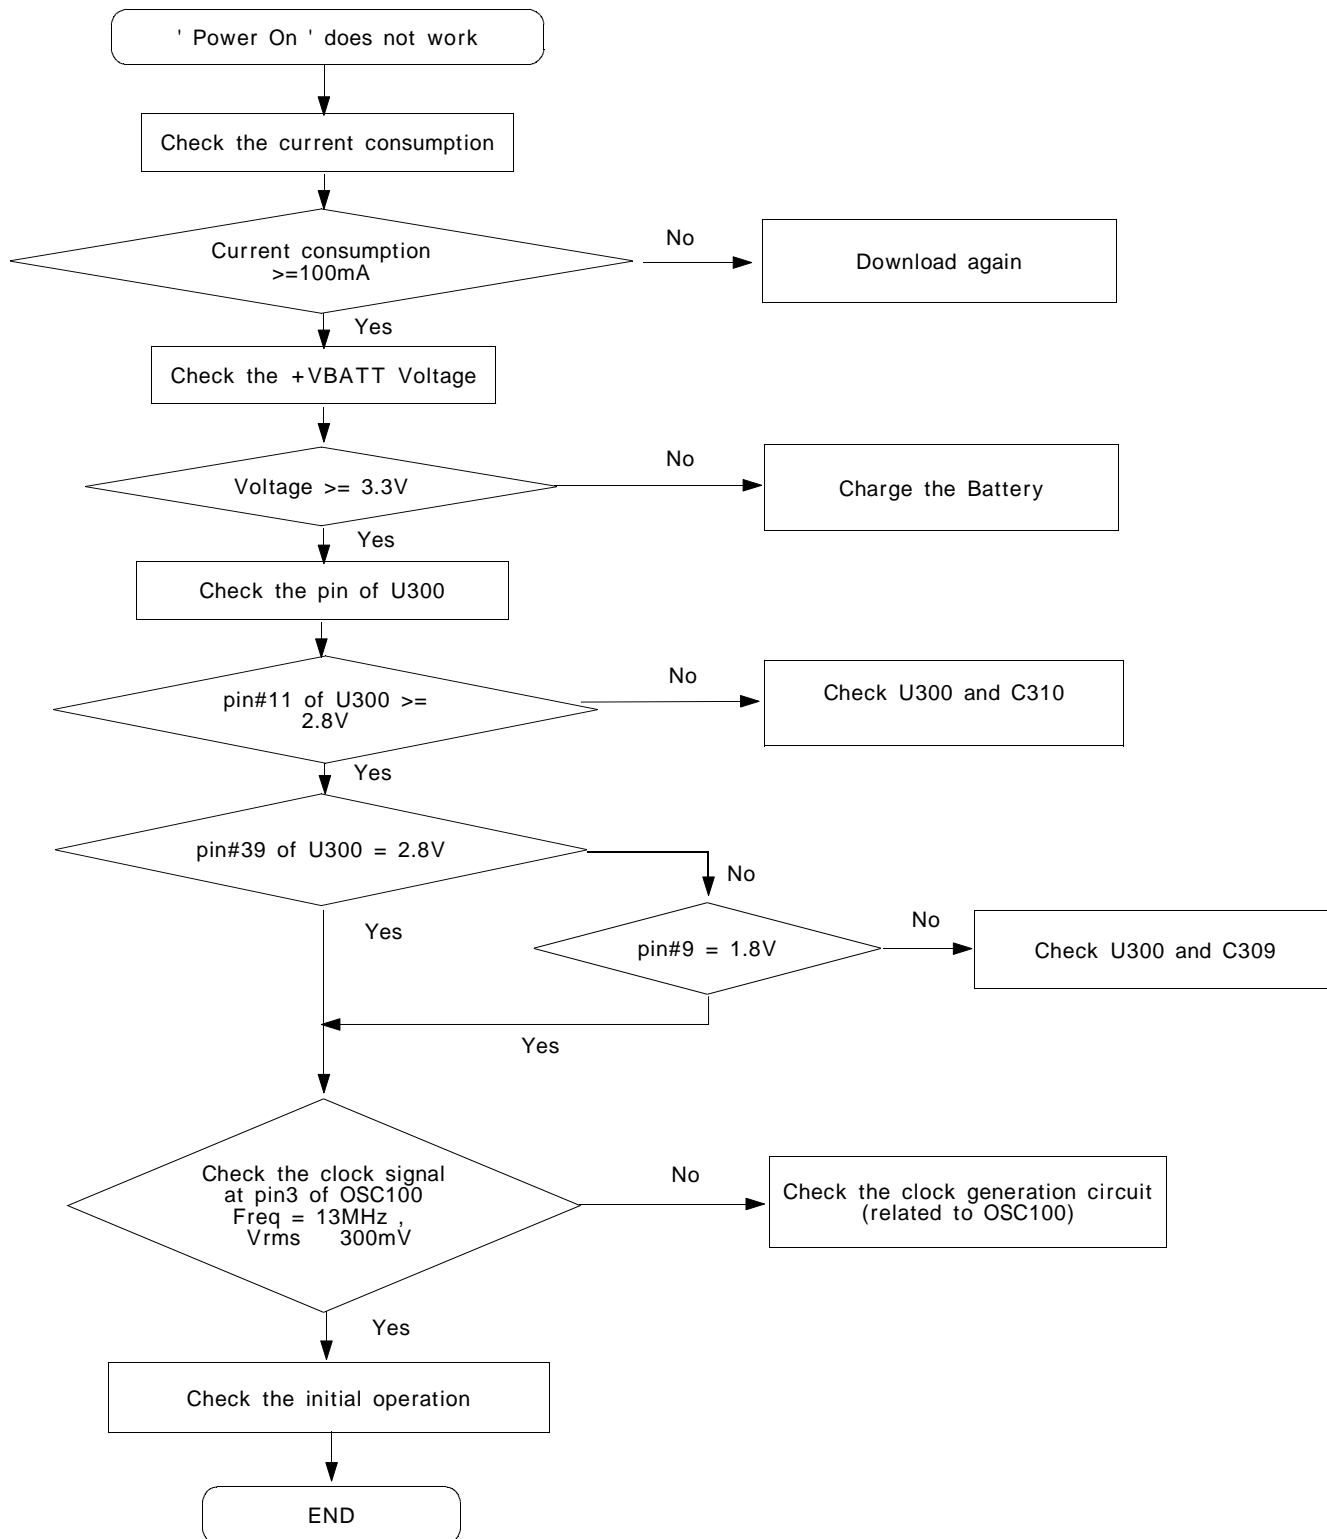 ' Power On ' does not work
Check the current consumption
Current consumption
>=100mA
No
Download again
Yes
Check the +VBATT Voltage
Voltage >= 3.3V
No
Charge the Battery
Yes
Check the pin of U300
pin#11 of U300 >=
2.8V
No
Check U300 and C310
Yes
pin#39 of U300 = 2.8V
No
Yes
pin#9 = 1.8V
No
Check U300 and C309
Yes
Check the clock signal
at pin3 of OSC100
Freq = 13MHz ,
Vrms 300mV
No
Check the clock generation circuit
(related to OSC100)
Yes
Check the initial operation
END